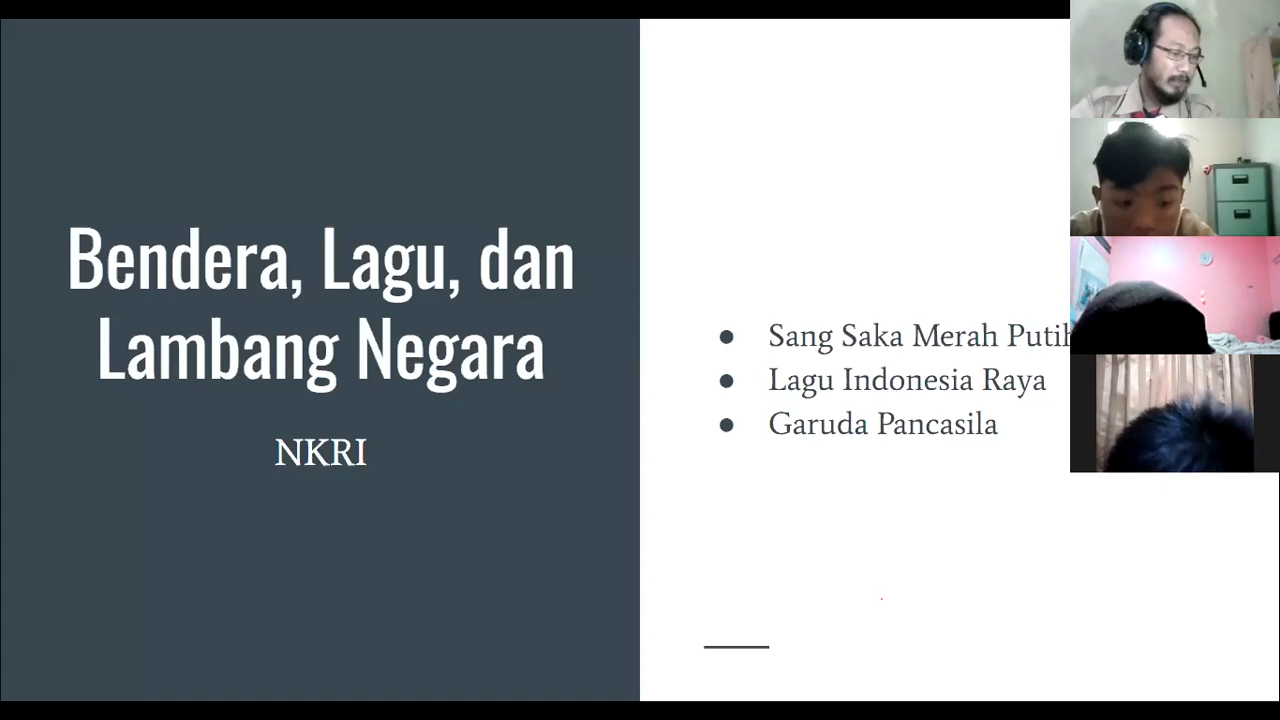 Bendera, Lagu, dan
Lambang Negara
NKRI
● Sang Saka Merah Putih
● Lagu Indonesia Raya
● Garuda Pancasila